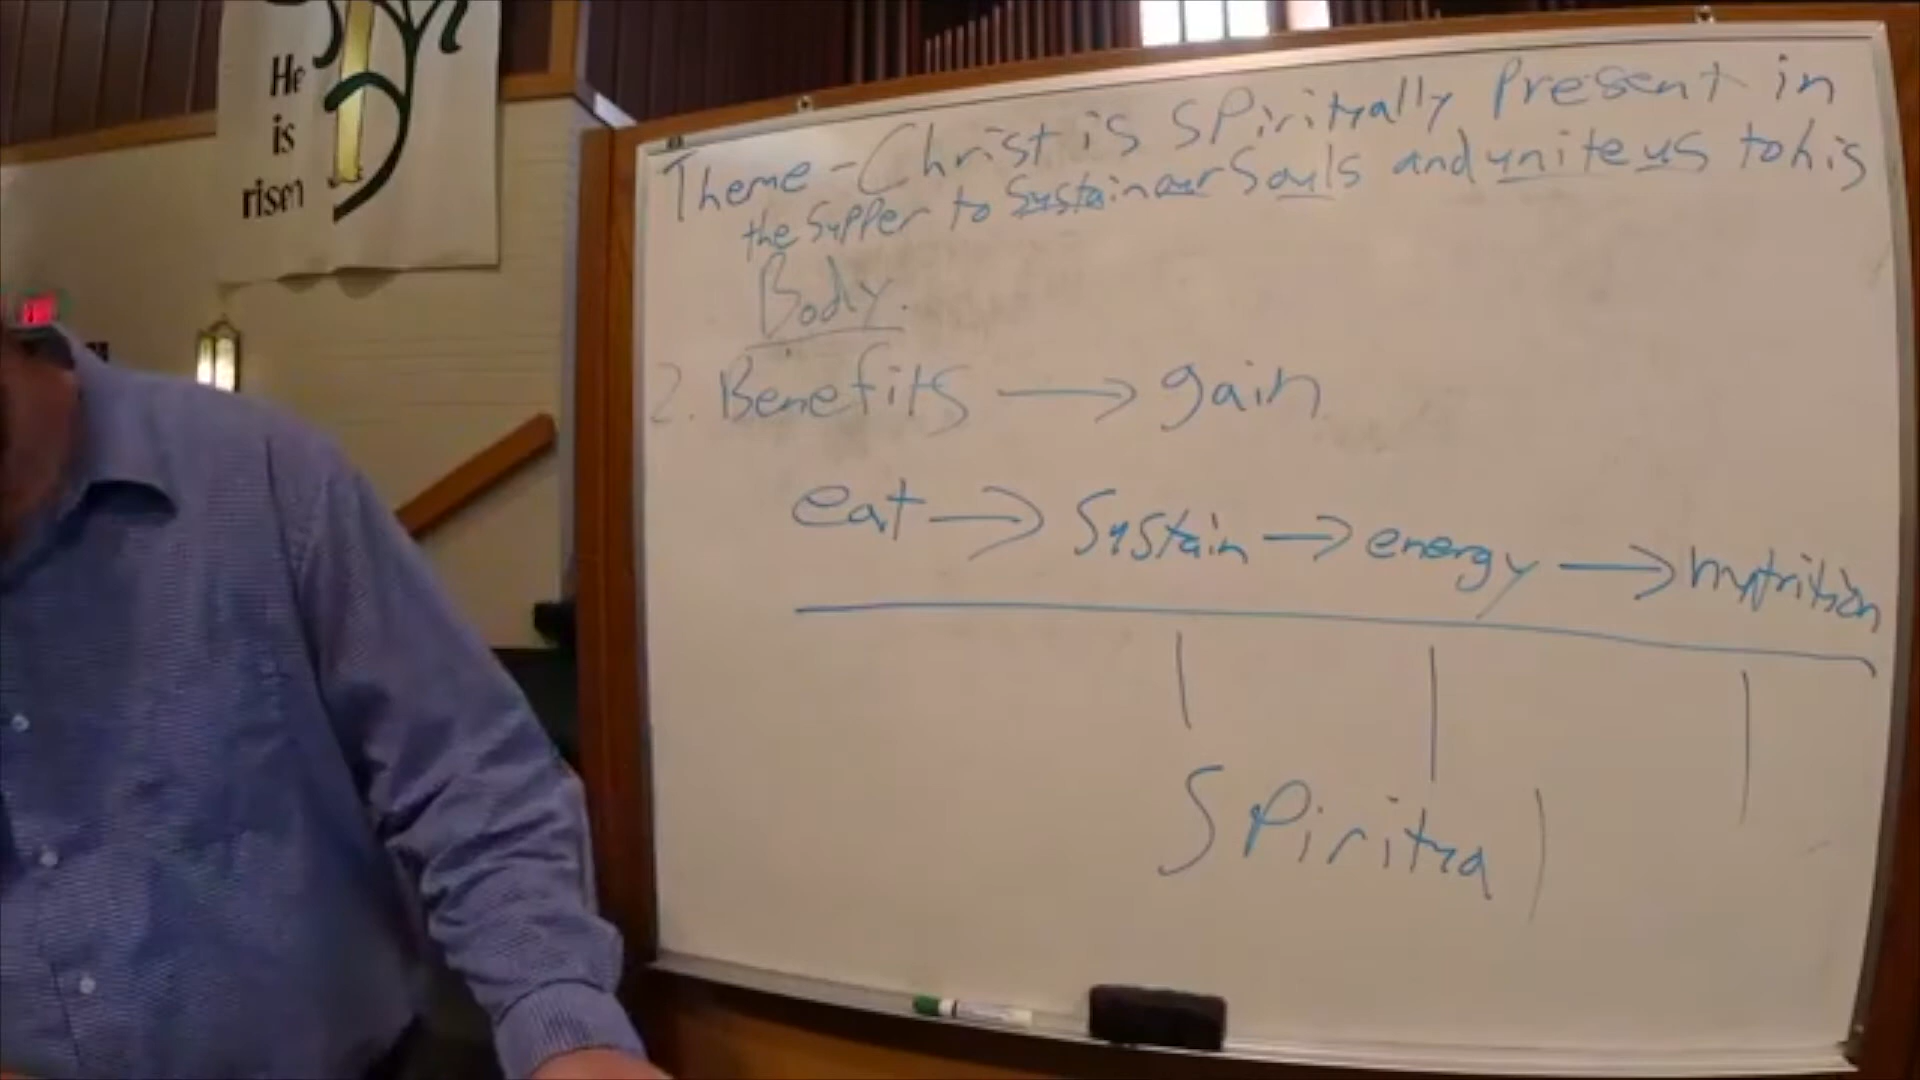 He
is
risen
Theme - Christ is Spiritually Present in
the Supper to Sustain our Souls and unite us to his
Body.
2. Benefits → gain
eat → Sustain → energy → nutrition
Spiritual